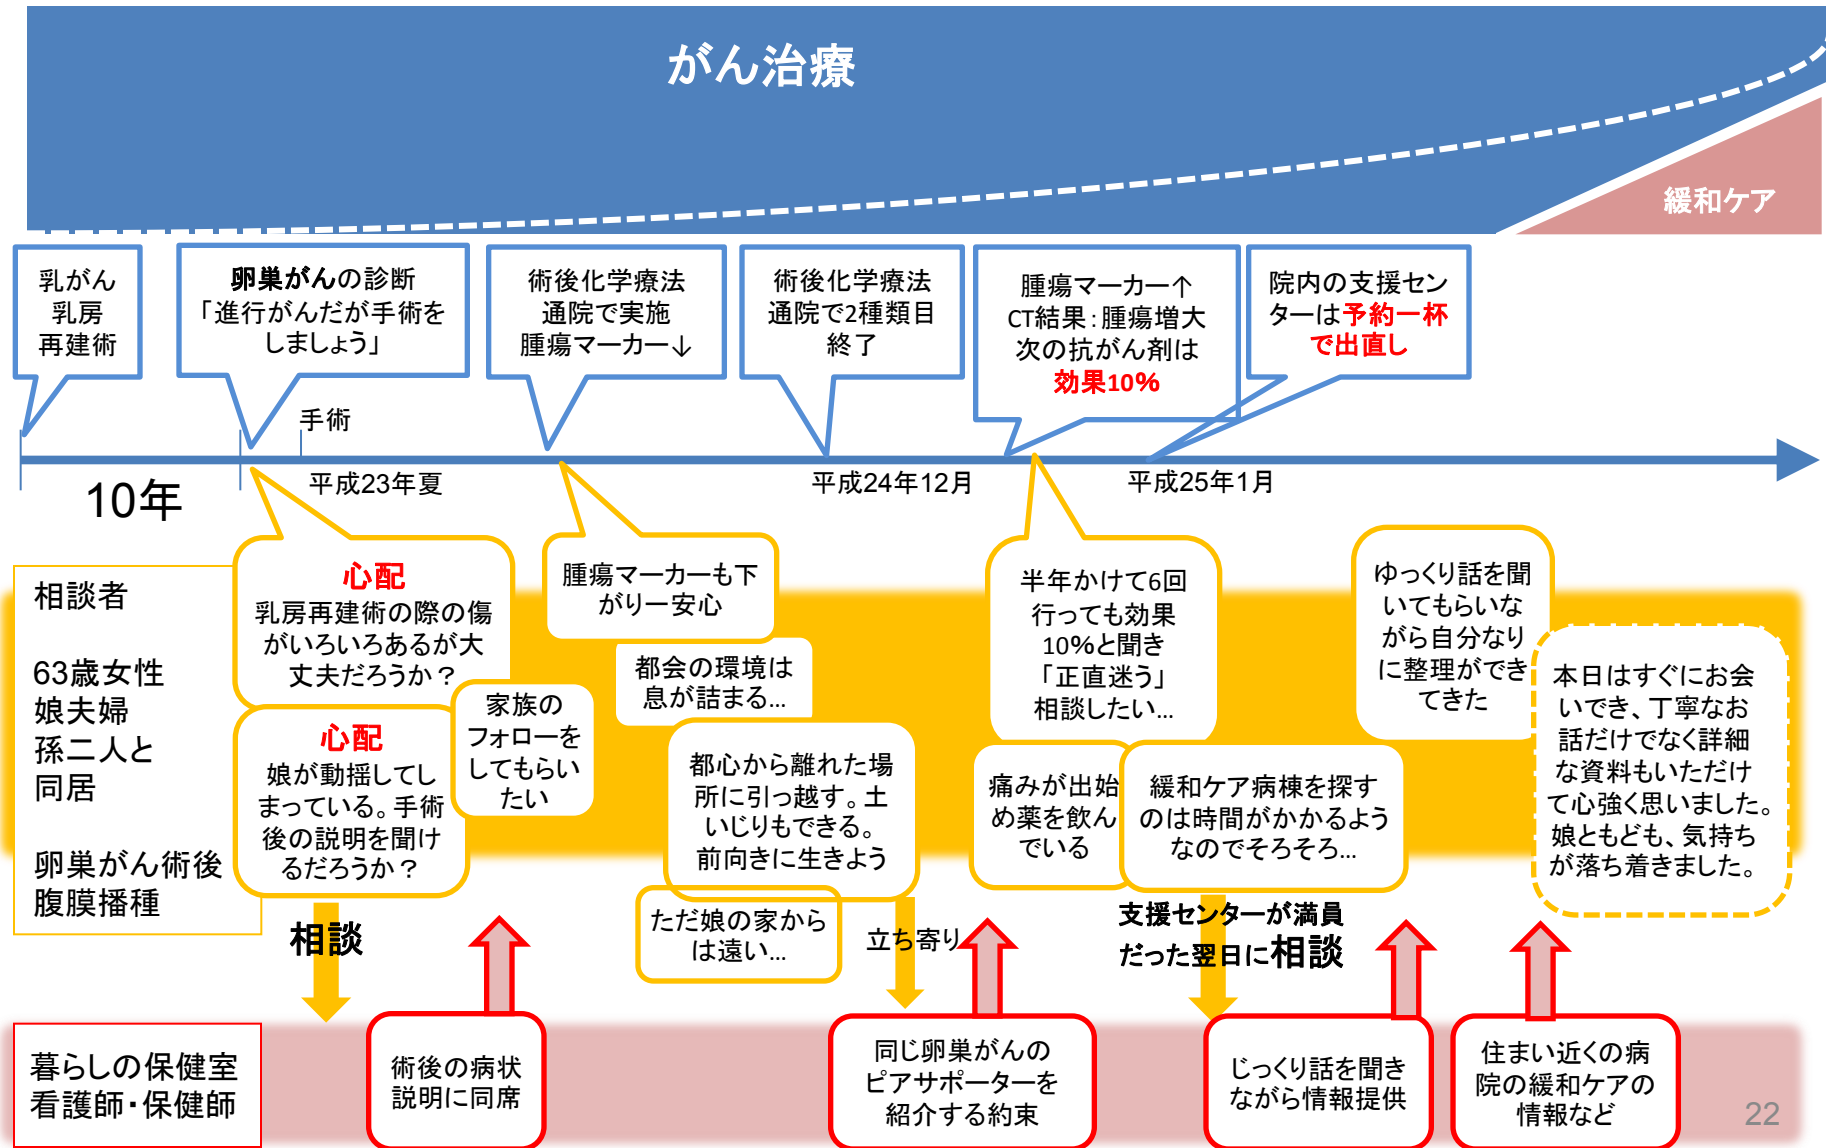 がん治療
緩和ケア
乳がん
乳房
再建術
卵巣がんの診断
「進行がんだが手術を
しましょう」
術後化学療法
通院で実施
腫瘍マーカー↓
術後化学療法
通院で2種類目
終了
腫瘍マーカー↑
CT結果:腫瘍増大
次の抗がん剤は
効果10%
院内の支援セン
ターは予約一杯
で出直し
手術
10年
平成23年夏
平成24年12月
平成25年1月
相談者
63歳女性
娘夫婦
孫二人と
同居
卵巣がん術後
腹膜播種
心配
乳房再建術の際の傷
がいろいろあるが大
丈夫だろうか?
心配
娘が動揺してし
まっている。手術
後の説明を聞け
るだろうか?
家族の
フォローを
してもらい
たい
腫瘍マーカーも下
がり一安心
都会の環境は
息が詰まる…
都心から離れた場
所に引っ越す。土
いじりもできる。
前向きに生きよう
ただ娘の家から
は遠い…
半年かけて6回
行っても効果
10%と聞き
「正直迷う」
相談したい…
痛みが出始
め薬を飲ん
でいる
緩和ケア病棟を探す
のは時間がかかるよう
なのでそろそろ…
ゆっくり話を聞
いてもらいな
がら自分なり
に整理ができ
てきた
本日はすぐにお会
いでき、丁寧なお
話だけでなく詳細
な資料もいただけ
て心強く思いました。
娘ともども、気持ち
が落ち着きました。
相談
立ち寄り
支援センターが満員
だった翌日に相談
暮らしの保健室
看護師・保健師
術後の病状
説明に同席
同じ卵巣がんの
ピアサポーターを
紹介する約束
じっくり話を聞き
ながら情報提供
住まい近くの病
院の緩和ケアの
情報など
22